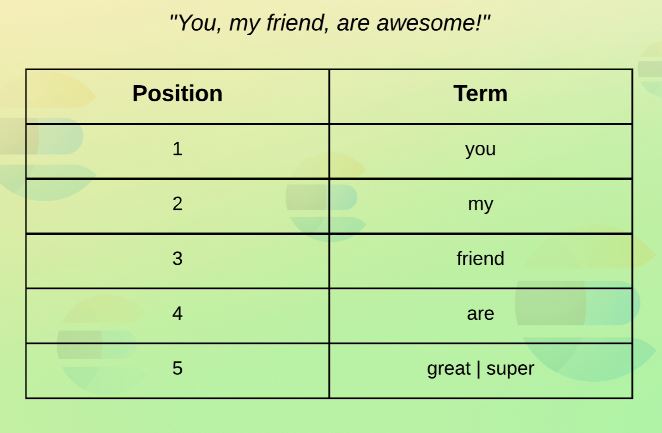 "You, my friend, are awesome!"
Position Term
1 you
2 my
3 friend
4 are
5 great | super